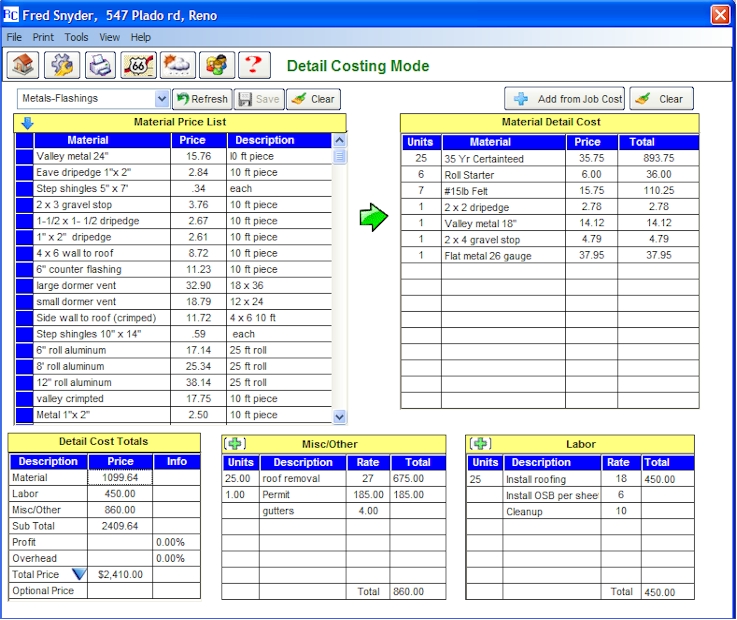 RC Fred Snyder, 547 Plado rd, Reno
File Print Tools View Help
66 ? Detail Costing Mode
Metals-Flashings Refresh Save Clear Add from Job Cost Clear
Material Price List
Material Price Description
Valley metal 24" 15.76 l0 ft piece
Eave dripedge 1"x 2" 2.84 10 ft piece
Step shingles 5" x 7' .34 each
2 x 3 gravel stop 3.76 10 ft piece
1-1/2 x 1- 1/2 dripedge 2.67 10 ft piece
1" x 2" dripedge 2.61 10 ft piece
4 x 6 wall to roof 8.72 10 ft piece
6" counter flashing 11.23 10 ft piece
large dormer vent 32.90 18 x 36
small dormer vent 18.79 12 x 24
Side wall to roof (crimped) 11.72 4 x 6 10 ft
Step shingles 10" x 14" .59 each
6" roll aluminum 17.14 25 ft roll
8' roll aluminum 25.34 25 ft roll
12" roll aluminum 38.14 25 ft roll
valley crimpted 17.75 10 ft piece
Metal 1"x 2" 2.50 10 ft piece
Material Detail Cost
Units Material Price Total
25 35 Yr Certainteed 35.75 893.75
6 Roll Starter 6.00 36.00
7 #15lb Felt 15.75 110.25
1 2 x 2 dripedge 2.78 2.78
1 Valley metal 18" 14.12 14.12
1 2 x 4 gravel stop 4.79 4.79
1 Flat metal 26 gauge 37.95 37.95
Detail Cost Totals
Description Price Info
Material 1099.64
Labor 450.00
Misc/Other 860.00
Sub Total 2409.64
Profit 0.00%
Overhead 0.00%
Total Price $2,410.00
Optional Price
Misc/Other
Units Description Rate Total
25.00 roof removal 27 675.00
1.00 Permit 185.00 185.00
gutters 4.00
Total 860.00
Labor
Units Description Rate Total
25 Install roofing 18 450.00
Install OSB per sheet 6
Cleanup 10
Total 450.00